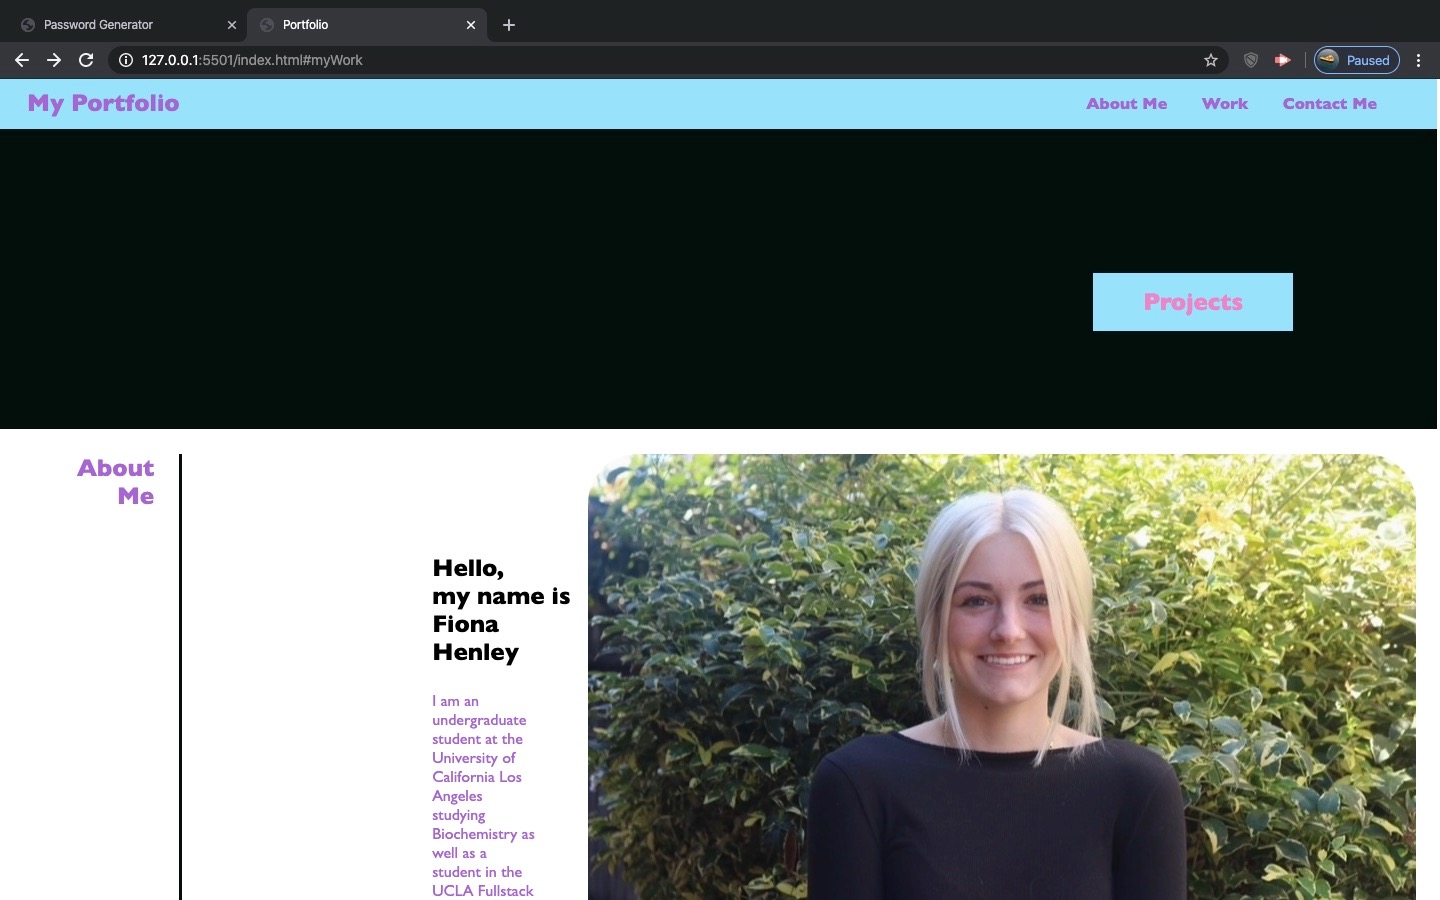 Password Generator
Portfolio
127.0.0.1:5501/index.html#myWork
Paused
My Portfolio
About Me
Work
Contact Me
Projects
About
Me
Hello,
my name is
Fiona
Henley
I am an
undergraduate
student at the
University of
California Los
Angeles
studying
Biochemistry as
well as a
student in the
UCLA Fullstack